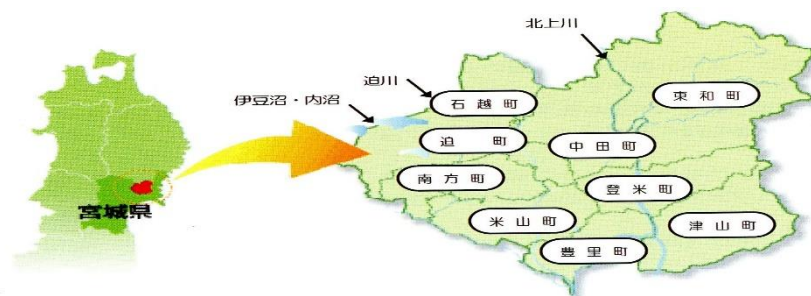 北上川
迫川
伊豆沼・内沼
石越町
東和町
迫 町
中田町
南方町
登米町
宮城県
米山町
津山町
豊里町